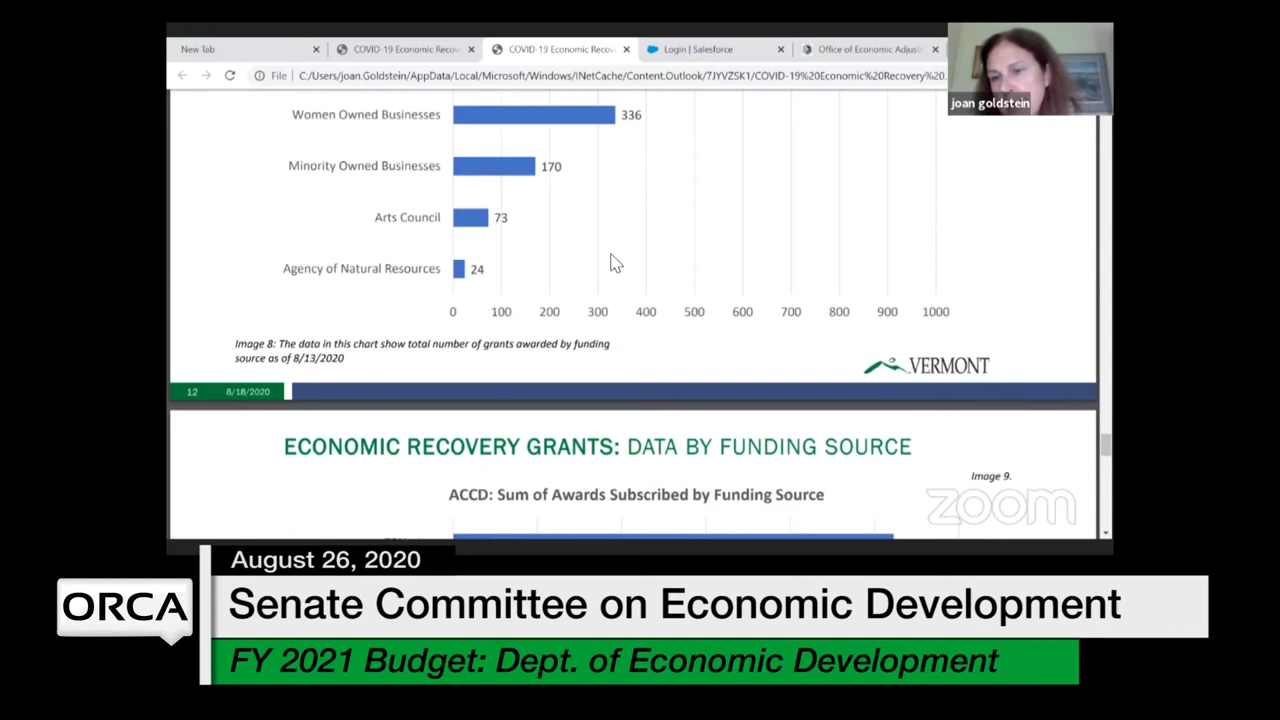 New Tab
COVID-19 Economic Recov
COVID-19 Economic Recov
Login | Salesforce
Office of Economic Adjustr
File
C:/Users/joan.Goldstein/AppData/Local/Microsoft/Windows/INetCache/Content.Outlook/7JYVZSK1/COVID-19%20Economic%20Recovery%20...
joan goldstein
Women Owned Businesses 336
Minority Owned Businesses 170
Arts Council 73
Agency of Natural Resources 24
0 100 200 300 400 500 600 700 800 900 1000
Image 8: The data in this chart show total number of grants awarded by funding
source as of 8/13/2020
VERMONT
12 8/18/2020
ECONOMIC RECOVERY GRANTS: DATA BY FUNDING SOURCE
Image 9.
ACCD: Sum of Awards Subscribed by Funding Source
zoom
August 26, 2020
ORCA
Senate Committee on Economic Development
FY 2021 Budget: Dept. of Economic Development